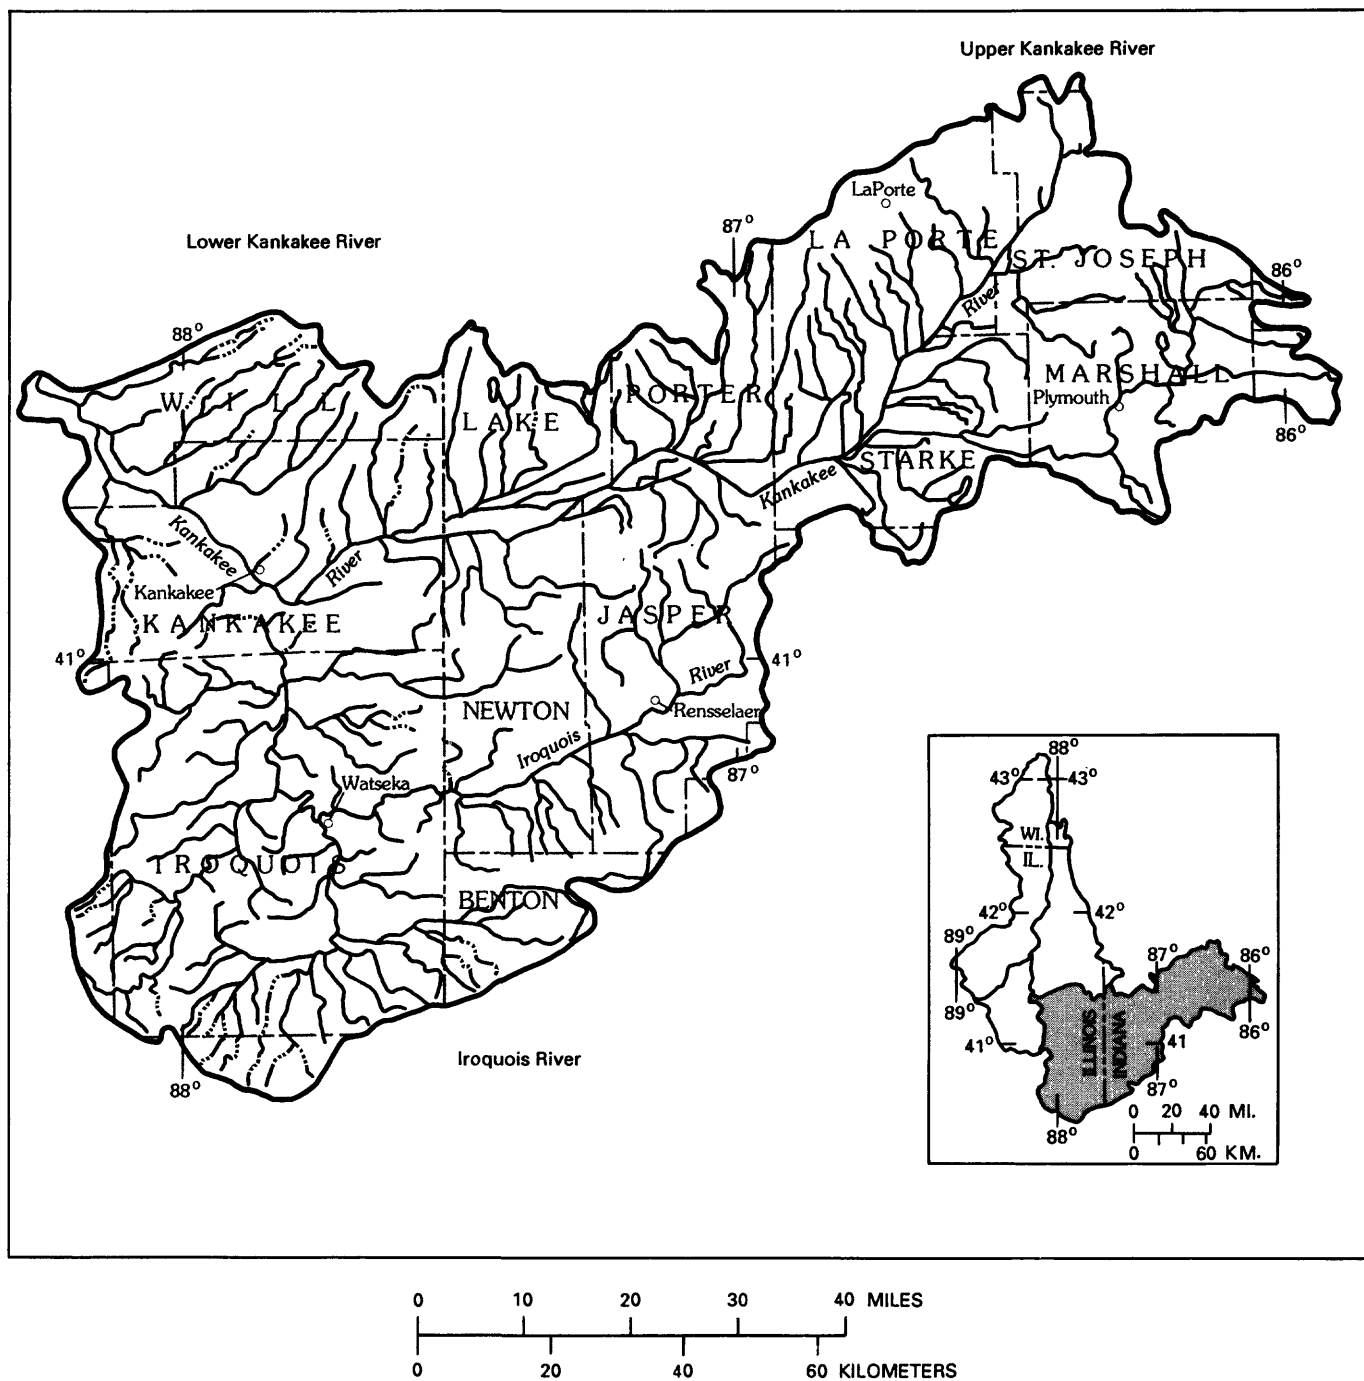 Upper Kankakee River
LaPorte
87°
Lower Kankakee River
LA PORTE
ST. JOSEPH
86°
River
88°
MARSHALL
Plymouth
WILL
LAKE
PORTER
86°
STARKE
Kankakee
Kankakee
River
Kankakee
KANKAKEE
JASPER
41°
41°
River
NEWTON
Rensselaer
Iroquois
87°
Watseka
IROQUOIS
BENTON
88°
Iroquois River
88°
43°
43°
WI.
IL.
42°
42°
89°
87°
86°
89°
ILLINOIS
INDIANA
86°
41°
41
87°
0 20 40 MI.
88°
0 60 KM.
0 10 20 30 40 MILES
0 20 40 60 KILOMETERS